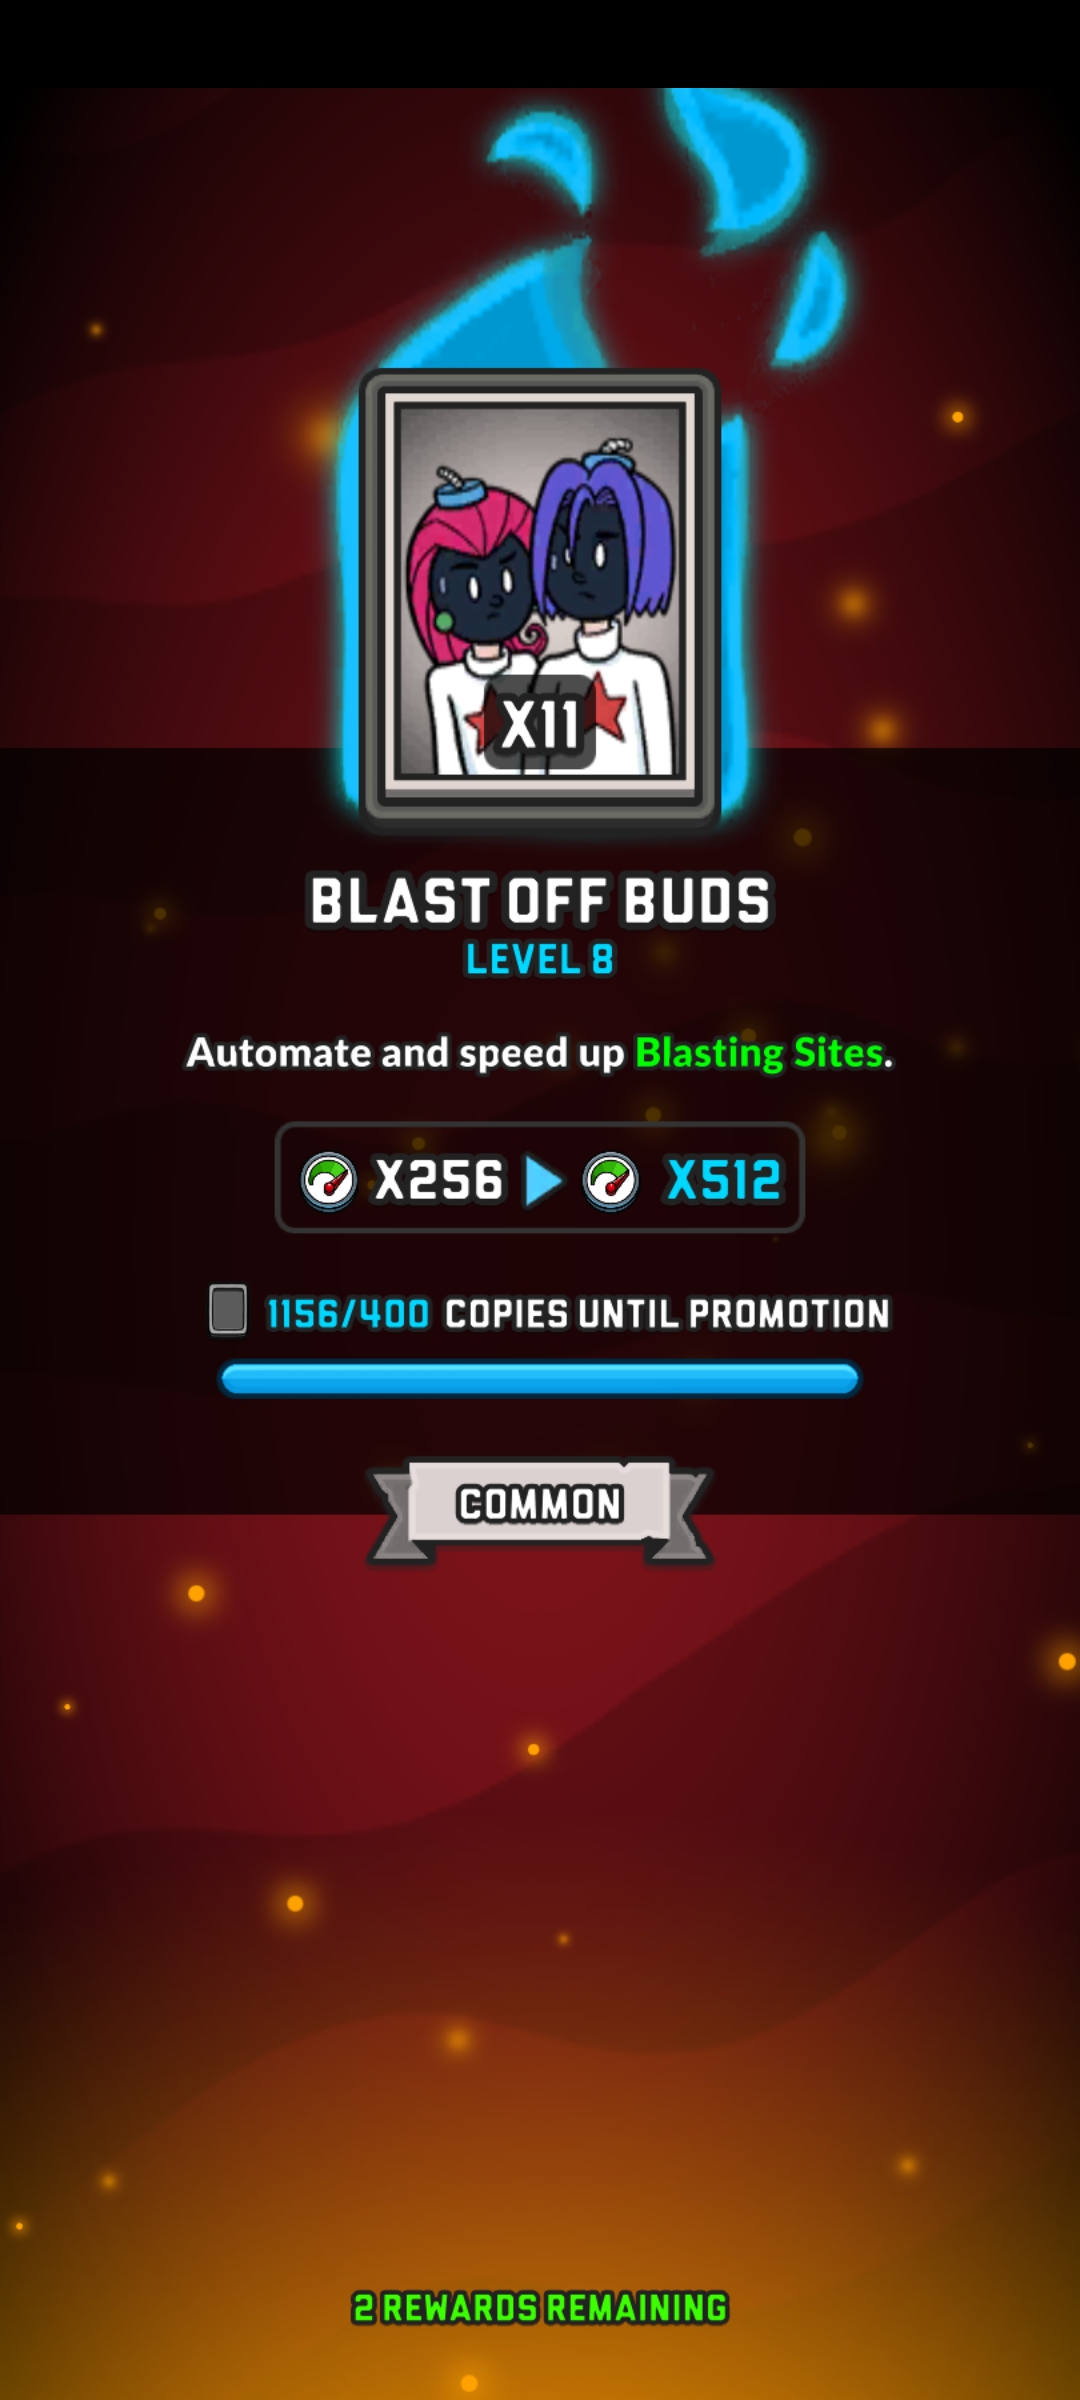 X11
BLAST OFF BUDS
LEVEL 8
Automate and speed up Blasting Sites.
X256 X512
1156/400 COPIES UNTIL PROMOTION
COMMON
2 REWARDS REMAINING